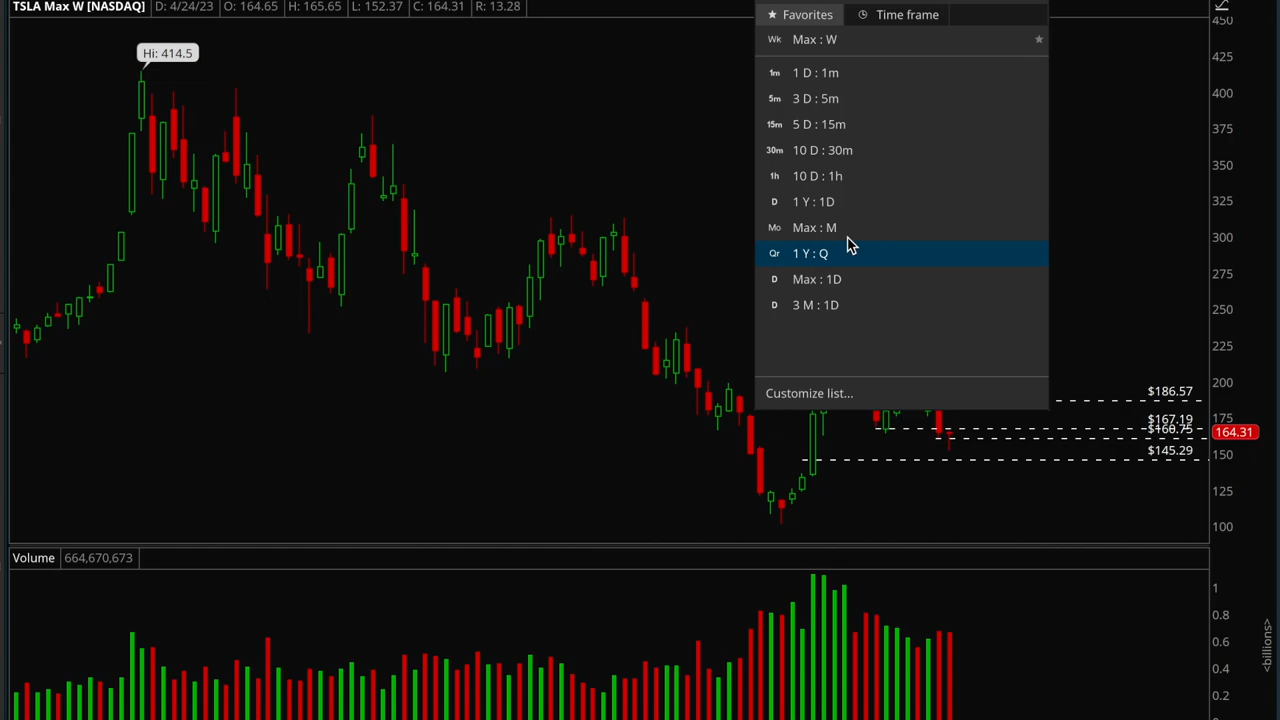 TSLA Max W [NASDAQ] D: 4/24/23 O: 164.65 H: 165.65 L: 152.37 C: 164.31 R: 13.28
Hi: 414.5
Favorites Time frame
Wk Max : W
1m 1 D : 1m
5m 3 D : 5m
15m 5 D : 15m
30m 10 D : 30m
1h 10 D : 1h
D 1 Y : 1D
Mo Max : M
Qr 1 Y : Q
D Max : 1D
D 3 M : 1D
Customize list...
450
425
400
375
350
325
300
275
250
225
200
$186.57
175
$167.19
$160.75
164.31
150
$145.29
125
100
Volume 664,670,673
1
0.8
0.6
0.4
0.2
<billions>